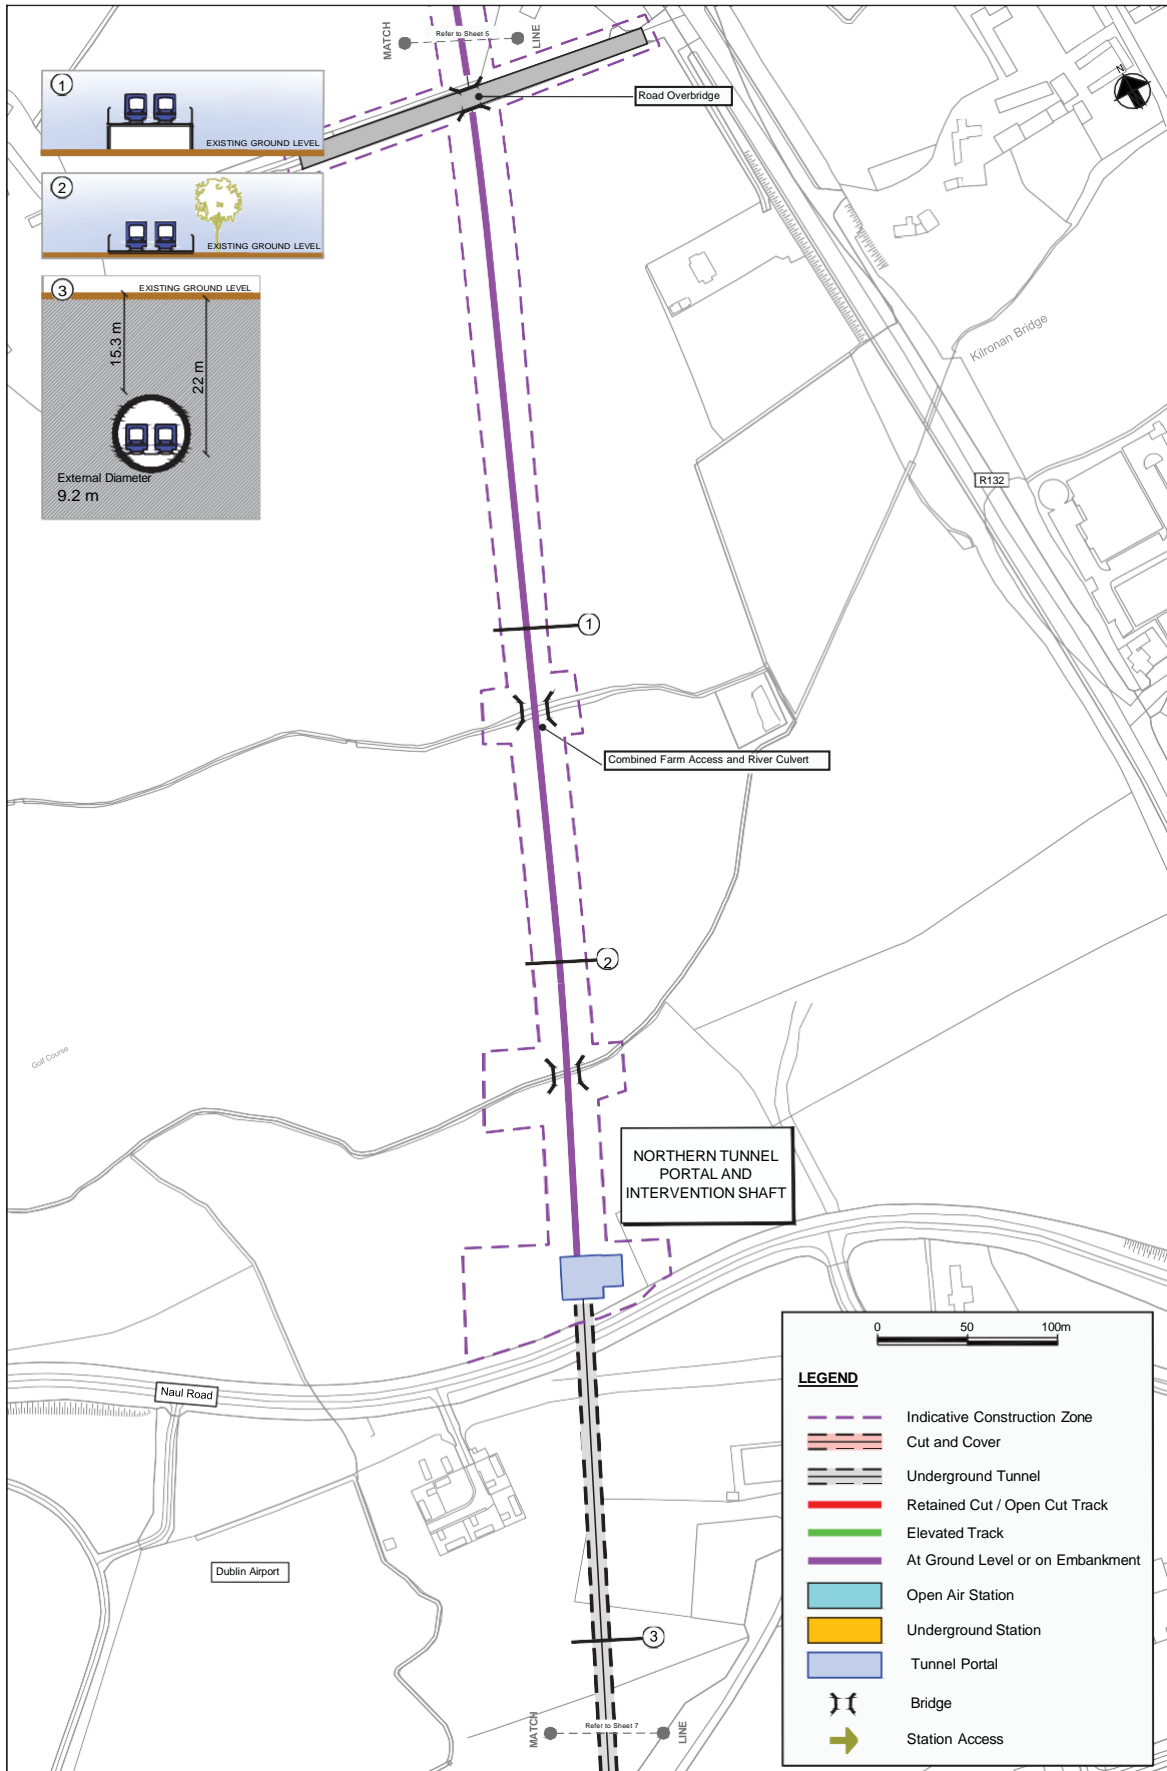 MATCH
Refer to Sheet 5
LINE
N
Road Overbridge
1
EXISTING GROUND LEVEL
2
EXISTING GROUND LEVEL
3
EXISTING GROUND LEVEL
15.3 m
22 m
External Diameter
9.2 m
Kilronan Bridge
R132
1
Combined Farm Access and River Culvert
2
Golf Course
NORTHERN TUNNEL
PORTAL AND
INTERVENTION SHAFT
Naul Road
Dublin Airport
3
MATCH
Refer to Sheet 7
LINE
0 50 100m
LEGEND
Indicative Construction Zone
Cut and Cover
Underground Tunnel
Retained Cut / Open Cut Track
Elevated Track
At Ground Level or on Embankment
Open Air Station
Underground Station
Tunnel Portal
Bridge
Station Access